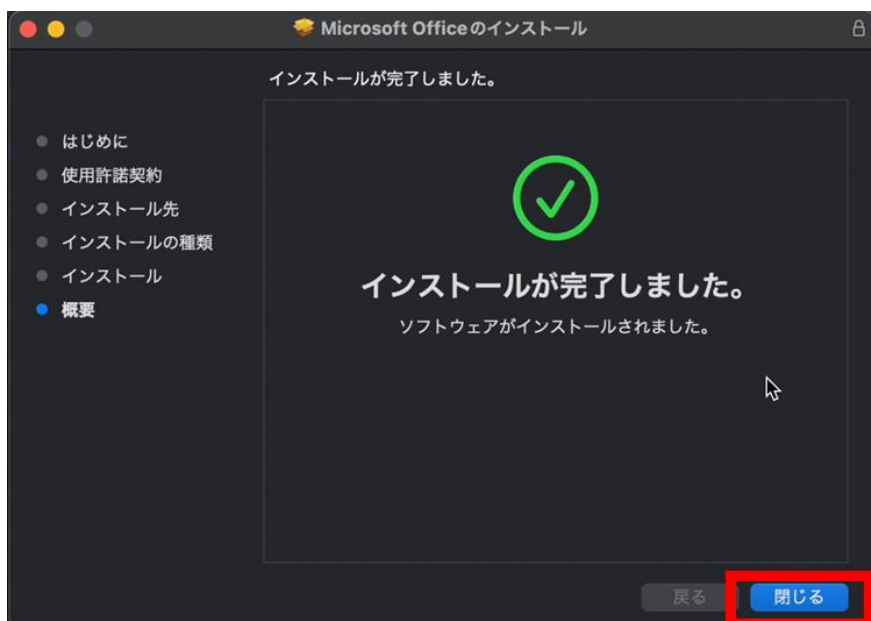 Microsoft Officeのインストール
インストールが完了しました。
はじめに
使用許諾契約
インストール先
インストールの種類
インストール
概要
インストールが完了しました。
ソフトウェアがインストールされました。
戻る
閉じる